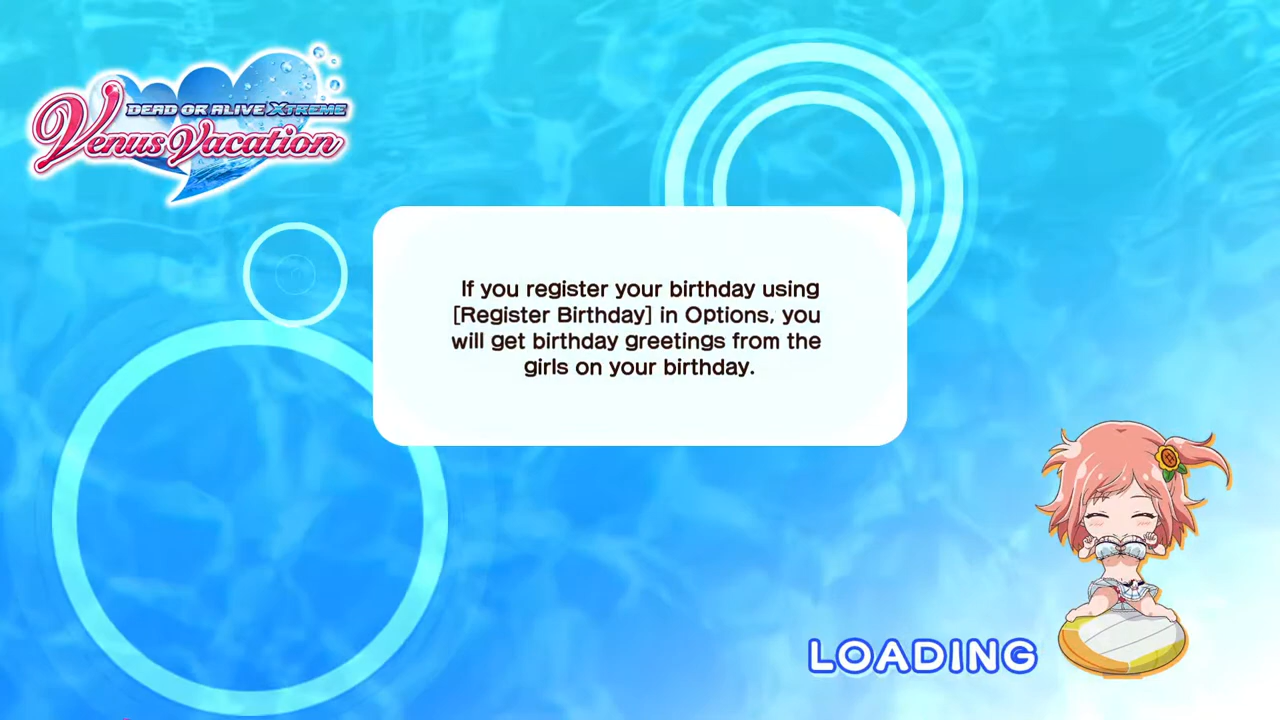 DEAD OR ALIVE XTREME
Venus Vacation
If you register your birthday using
[Register Birthday] in Options, you
will get birthday greetings from the
girls on your birthday.
LOADING